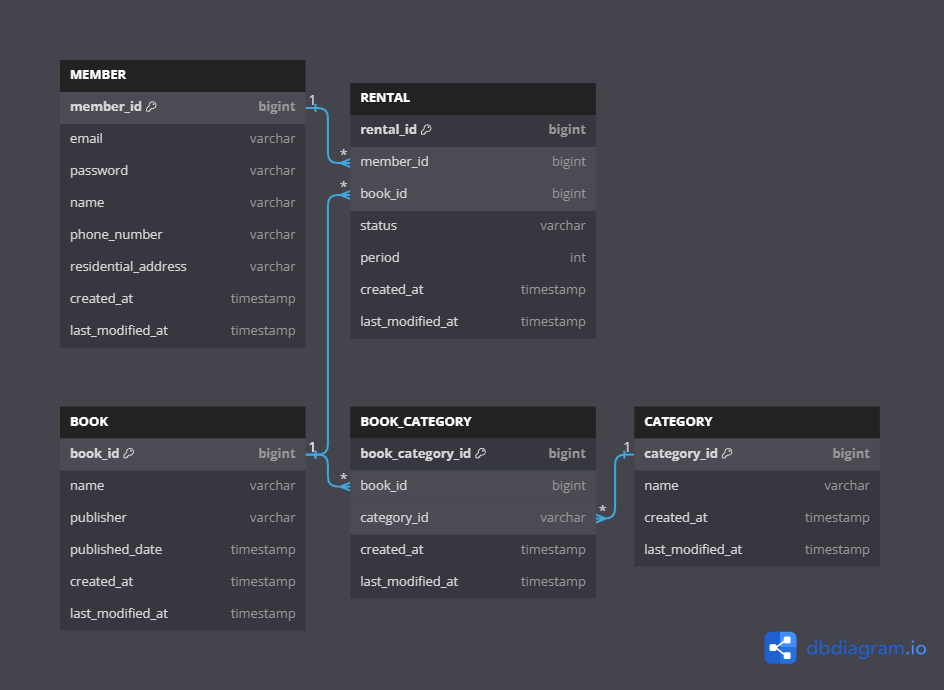 MEMBER
member_id bigint
email varchar
password varchar
name varchar
phone_number varchar
residential_address varchar
created_at timestamp
last_modified_at timestamp
1
*
*
RENTAL
rental_id bigint
member_id bigint
book_id bigint
status varchar
period int
created_at timestamp
last_modified_at timestamp
BOOK
book_id bigint
name varchar
publisher varchar
published_date timestamp
created_at timestamp
last_modified_at timestamp
1
*
BOOK_CATEGORY
book_category_id bigint
book_id bigint
category_id varchar
created_at timestamp
last_modified_at timestamp
*
1
CATEGORY
category_id bigint
name varchar
created_at timestamp
last_modified_at timestamp
dbdiagram.io